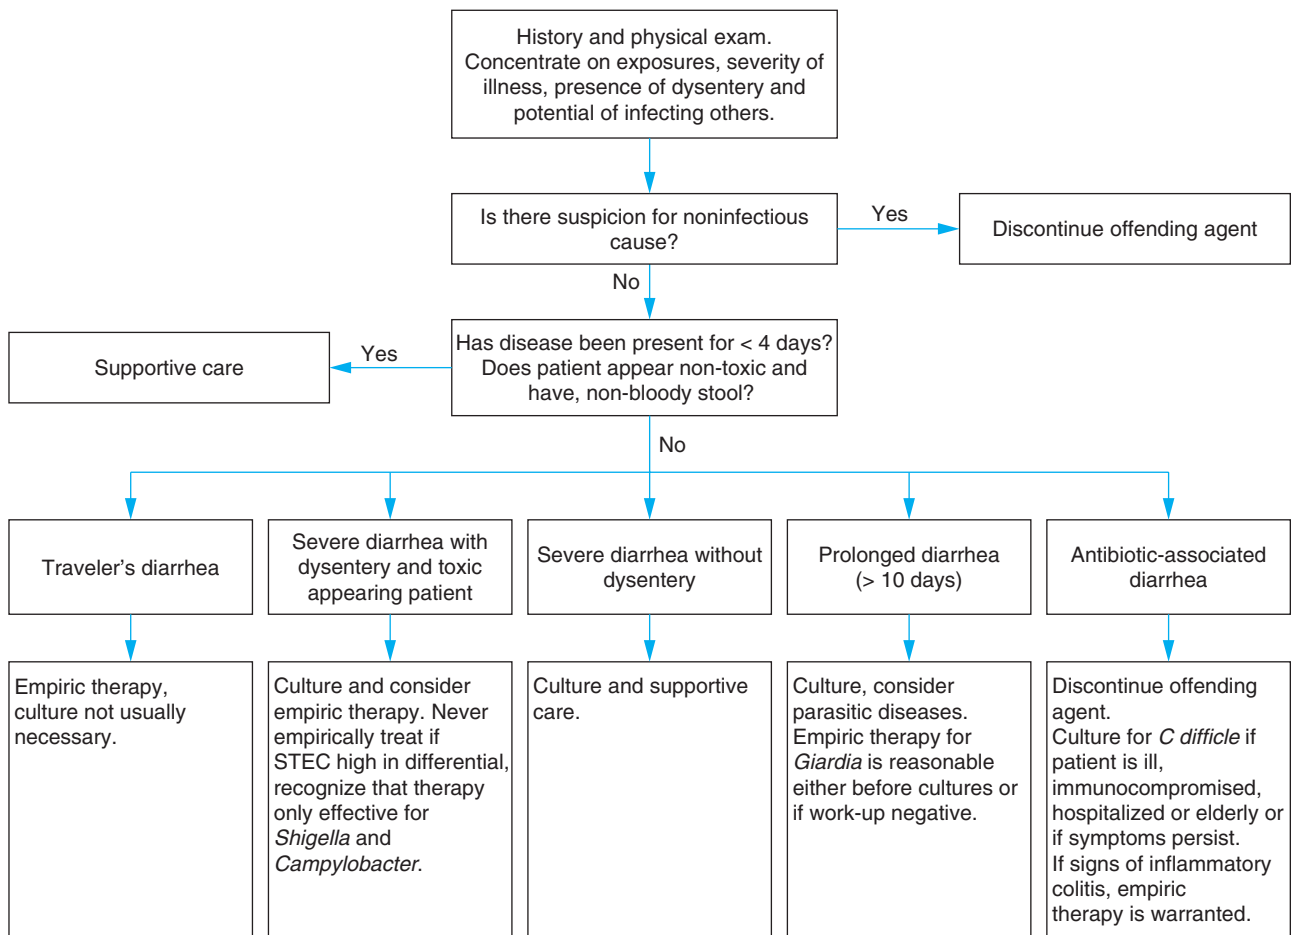 History and physical exam.
Concentrate on exposures, severity of
illness, presence of dysentery and
potential of infecting others.
Is there suspicion for noninfectious
cause?
Yes
Discontinue offending agent
No
Has disease been present for < 4 days?
Does patient appear non-toxic and
have, non-bloody stool?
Yes
Supportive care
No
Traveler's diarrhea
Severe diarrhea with
dysentery and toxic
appearing patient
Severe diarrhea without
dysentery
Prolonged diarrhea
(> 10 days)
Antibiotic-associated
diarrhea
Empiric therapy,
culture not usually
necessary.
Culture and consider
empiric therapy. Never
empirically treat if
STEC high in differential,
recognize that therapy
only effective for
Shigella and
Campylobacter.
Culture and supportive
care.
Culture, consider
parasitic diseases.
Empiric therapy for
Giardia is reasonable
either before cultures or
if work-up negative.
Discontinue offending
agent.
Culture for C difficle if
patient is ill,
immunocompromised,
hospitalized or elderly or
if symptoms persist.
If signs of inflammatory
colitis, empiric
therapy is warranted.